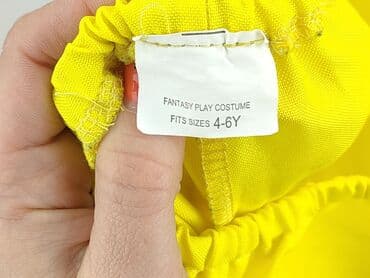 FANTASY PLAY COSTUME
FITS SIZES 4-6Y